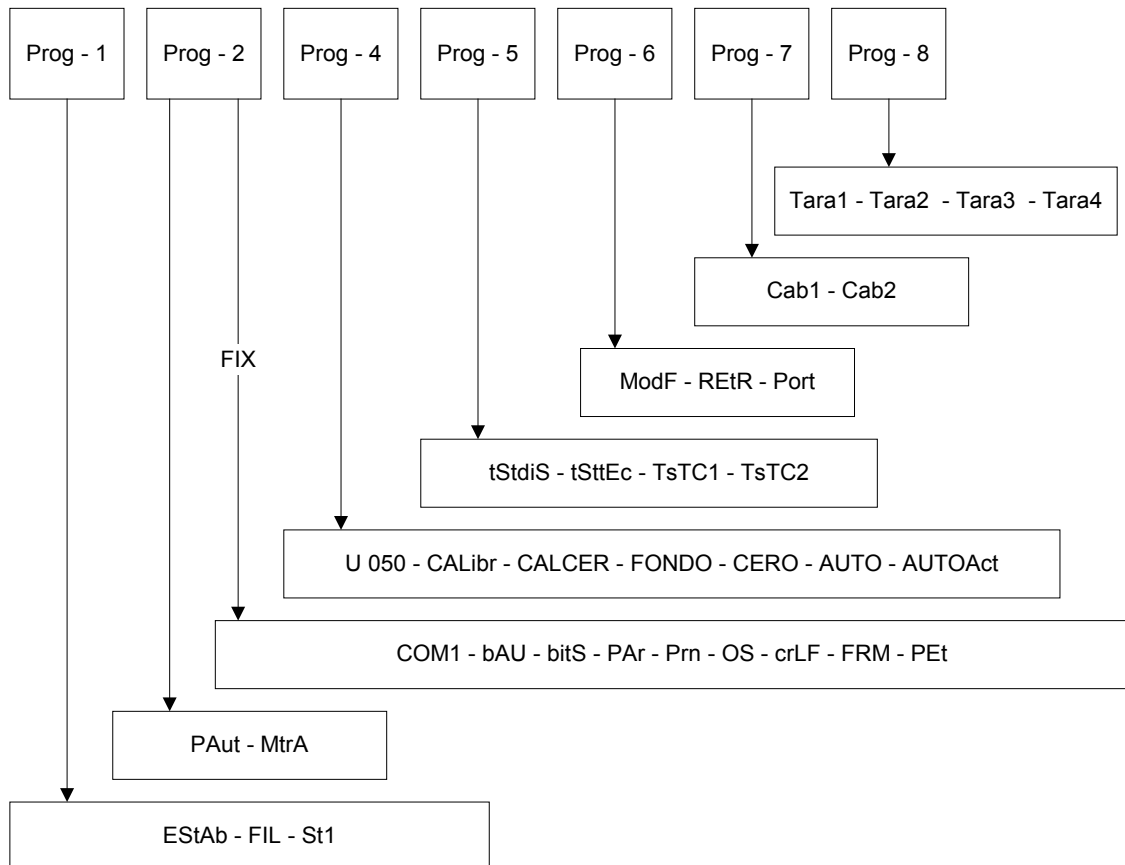 Prog - 1
Prog - 2
Prog - 4
Prog - 5
Prog - 6
Prog - 7
Prog - 8
Tara1 - Tara2 - Tara3 - Tara4
Cab1 - Cab2
FIX
ModF - REtR - Port
tStdiS - tSttEc - TsTC1 - TsTC2
U 050 - CALibr - CALCER - FONDO - CERO - AUTO - AUTOAct
COM1 - bAU - bitS - PAr - Prn - OS - crLF - FRM - PEt
PAut - MtrA
EStAb - FIL - St1